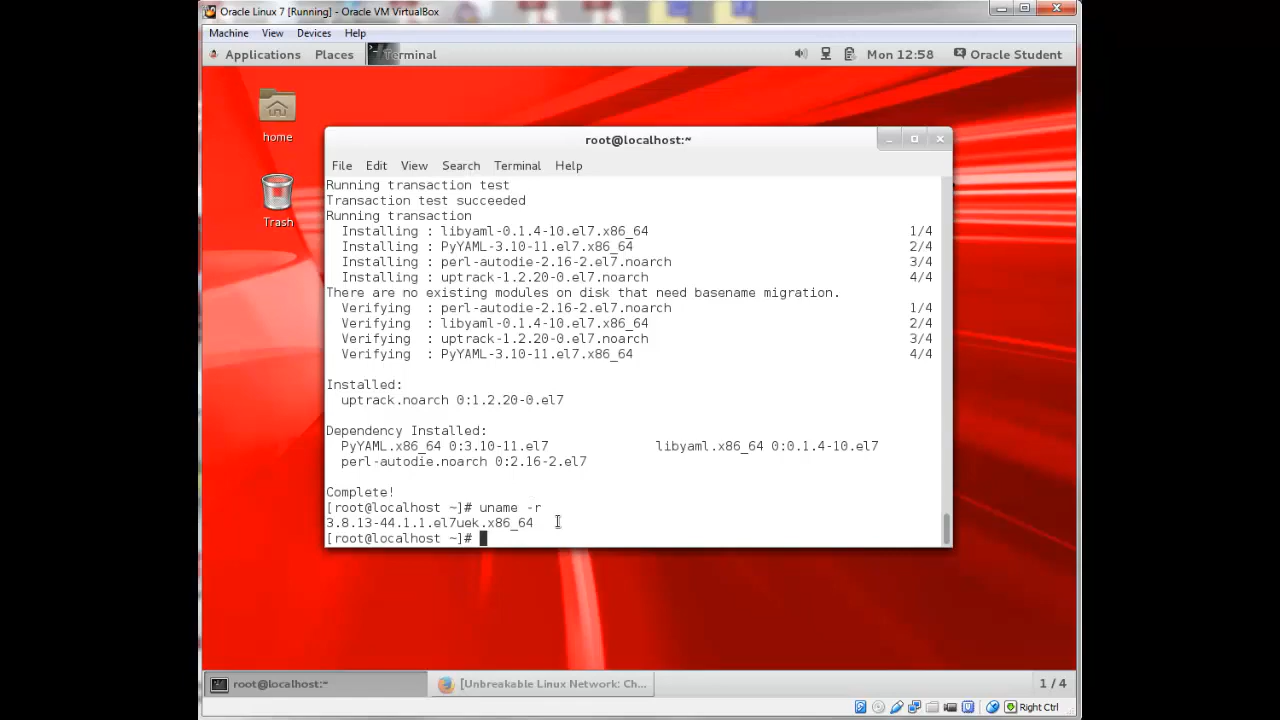 Oracle Linux 7 [Running] - Oracle VM VirtualBox
Machine View Devices Help
Applications Places Terminal Mon 12:58 Oracle Student
home
Trash
root@localhost:~
File Edit View Search Terminal Help
Running transaction test
Transaction test succeeded
Running transaction
Installing : libyaml-0.1.4-10.el7.x86_64 1/4
Installing : PyYAML-3.10-11.el7.x86_64 2/4
Installing : perl-autodie-2.16-2.el7.noarch 3/4
Installing : uptrack-1.2.20-0.el7.noarch 4/4
There are no existing modules on disk that need basename migration.
Verifying : perl-autodie-2.16-2.el7.noarch 1/4
Verifying : libyaml-0.1.4-10.el7.x86_64 2/4
Verifying : uptrack-1.2.20-0.el7.noarch 3/4
Verifying : PyYAML-3.10-11.el7.x86_64 4/4
Installed:
uptrack.noarch 0:1.2.20-0.el7
Dependency Installed:
PyYAML.x86_64 0:3.10-11.el7 libyaml.x86_64 0:0.1.4-10.el7
perl-autodie.noarch 0:2.16-2.el7
Complete!
[root@localhost ~]# uname -r
3.8.13-44.1.1.el7uek.x86_64
[root@localhost ~]#
root@localhost:~ [Unbreakable Linux Network: Ch... 1 / 4
Right Ctrl